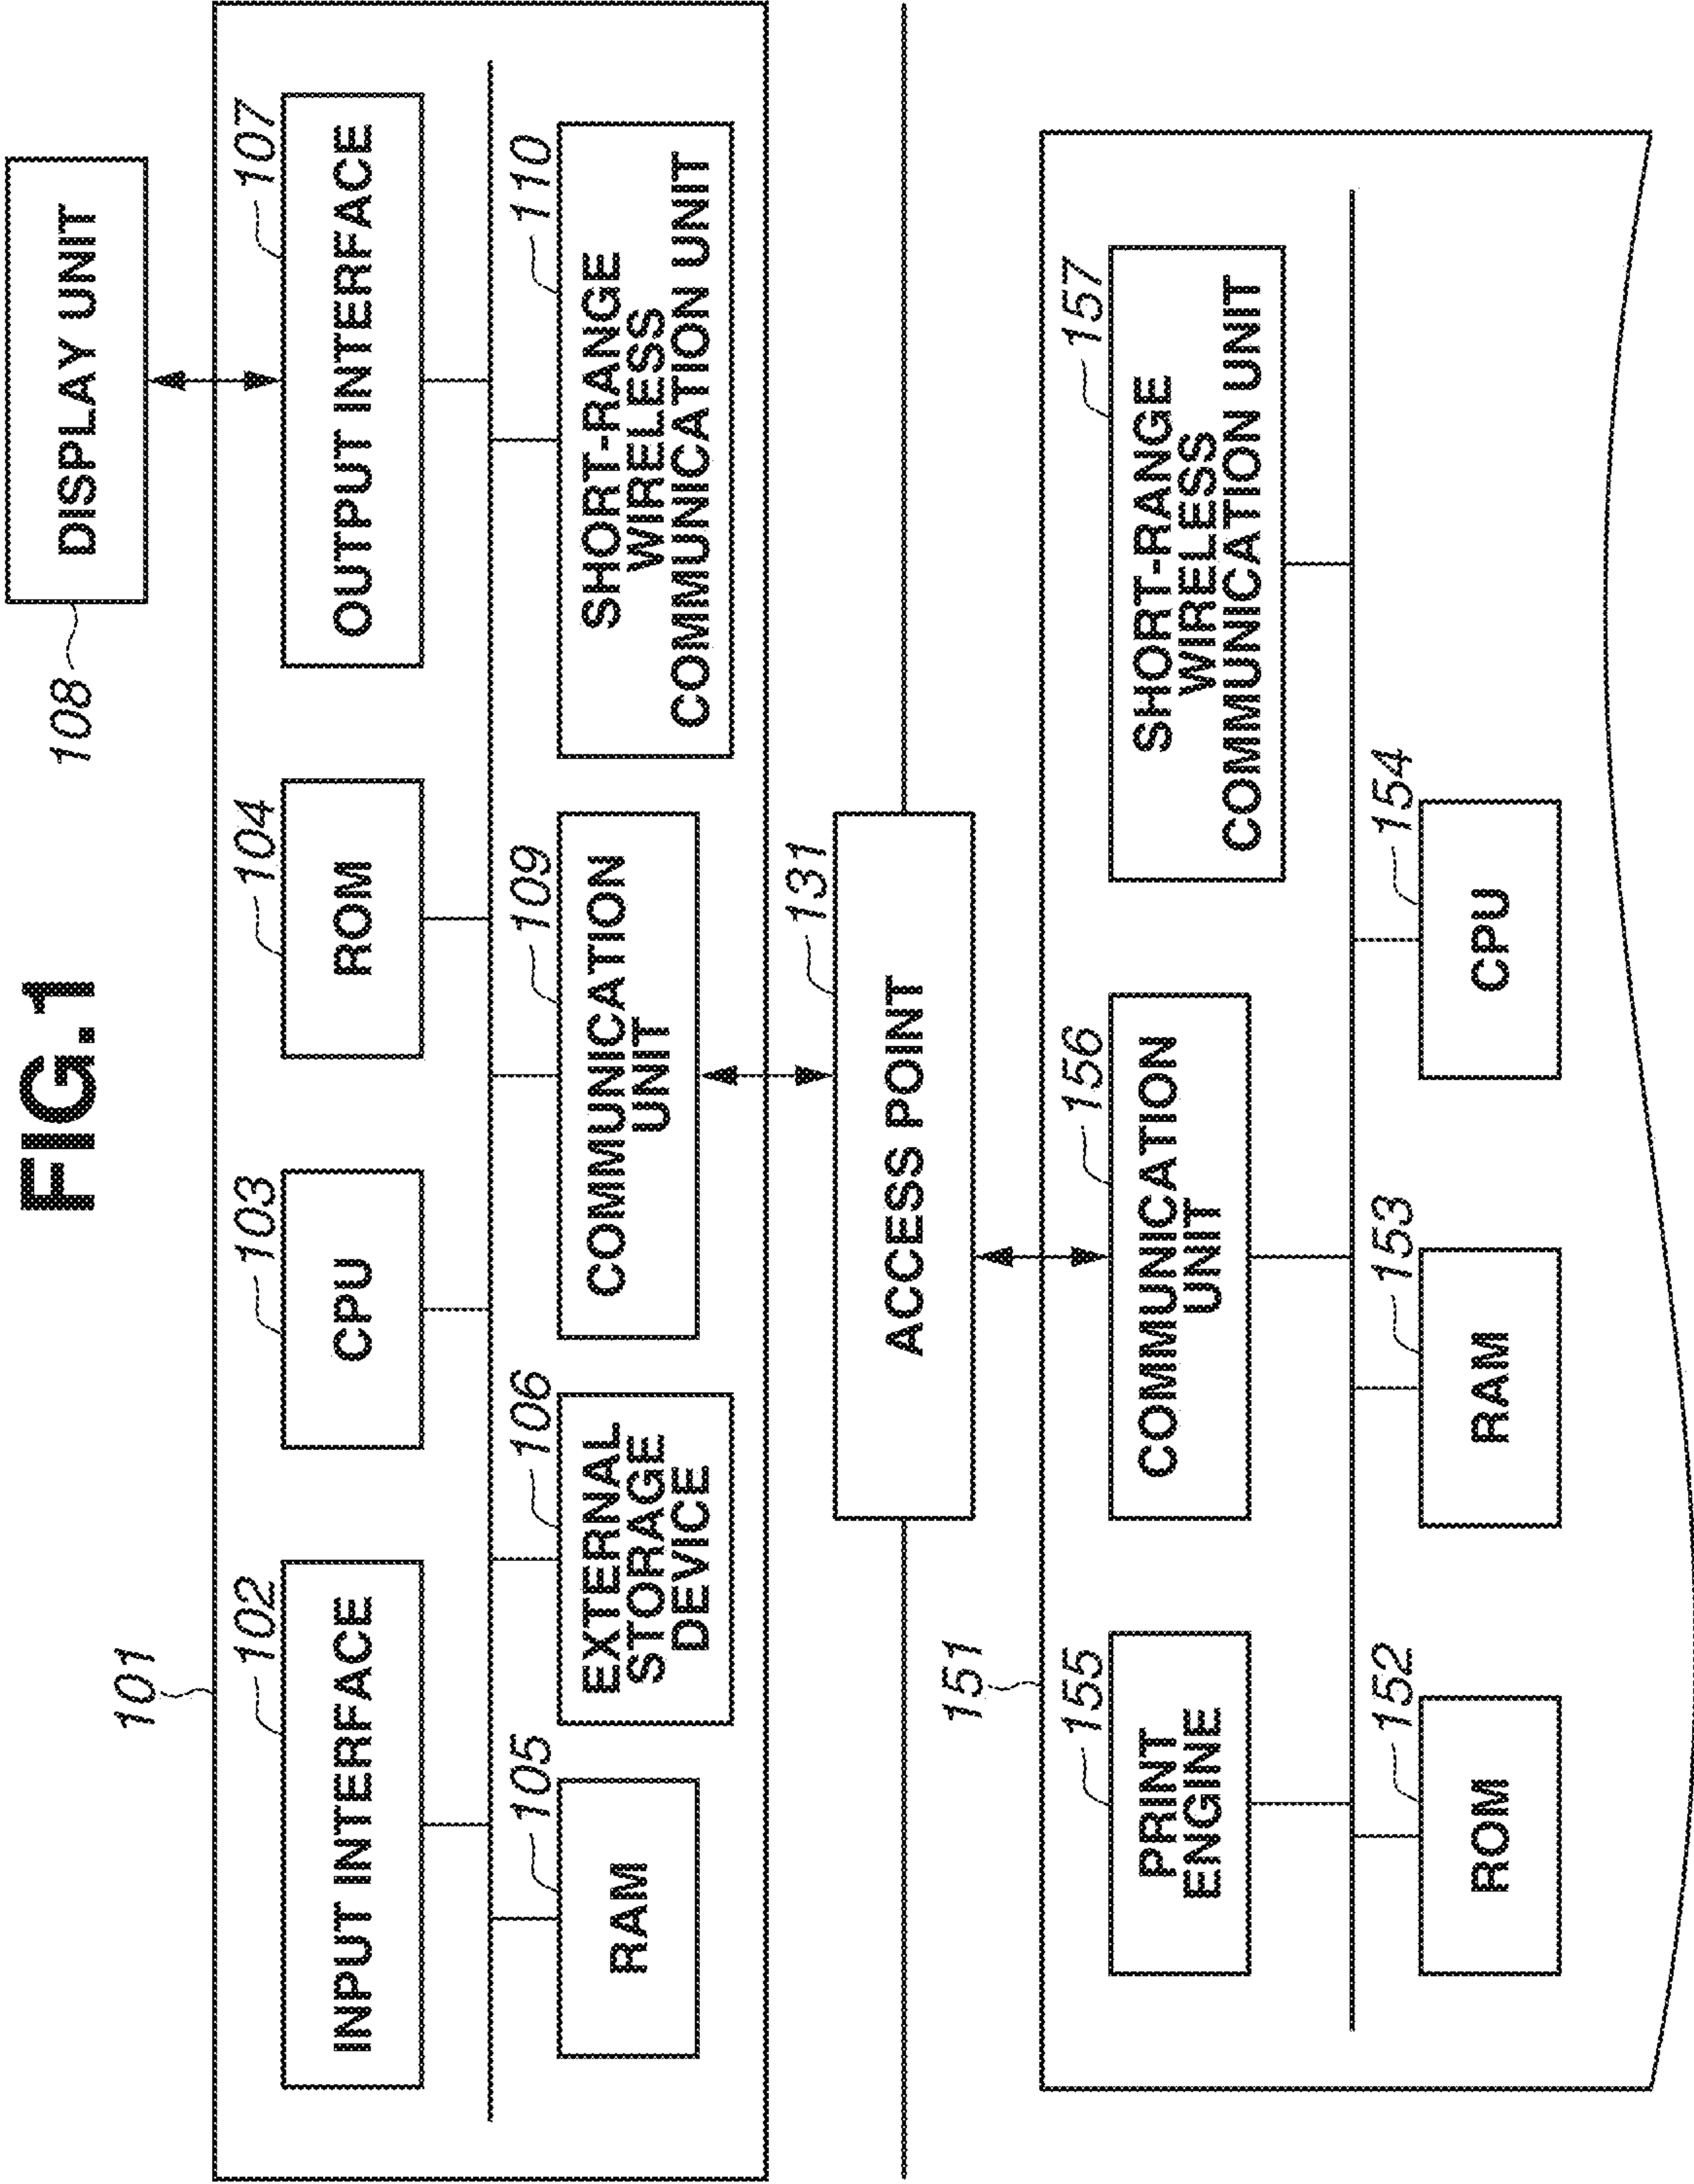 FIG.1
108
DISPLAY UNIT
101
102
103
104
107
INPUT INTERFACE
CPU
ROM
OUTPUT INTERFACE
105
106
109
110
RAM
EXTERNAL
STORAGE
DEVICE
COMMUNICATION
UNIT
SHORT-RANGE
WIRELESS
COMMUNICATION UNIT
131
ACCESS POINT
151
155
156
157
PRINT
ENGINE
COMMUNICATION
UNIT
SHORT-RANGE
WIRELESS
COMMUNICATION UNIT
152
153
154
ROM
RAM
CPU